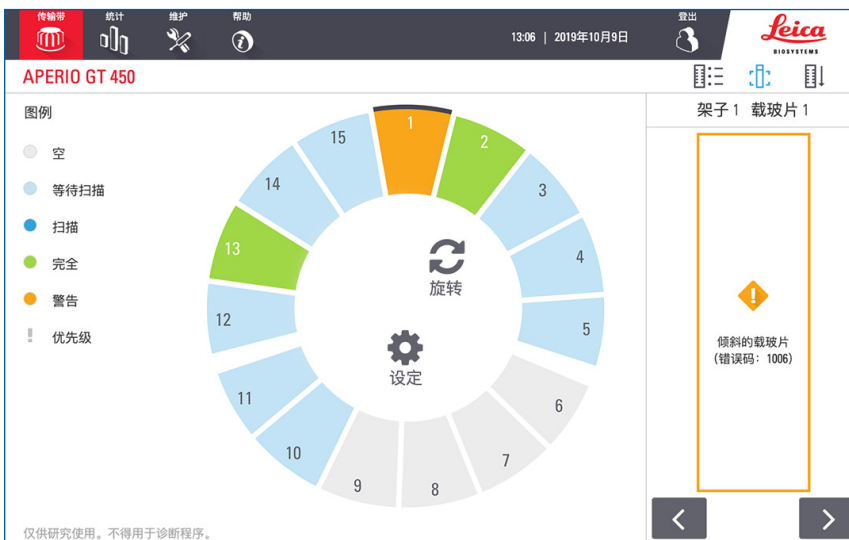 传输带
统计
维护
帮助
13:06 | 2019年10月9日
登出
Leica
BIOSYSTEMS
APERIO GT 450
架子 1 载玻片 1
图例
空
等待扫描
扫描
完全
警告
优先级
1
2
3
4
5
6
7
8
9
10
11
12
13
14
15
旋转
设定
倾斜的载玻片
(错误码：1006)
仅供研究使用。不得用于诊断程序。